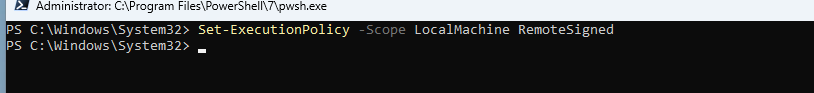 Administrator: C:\Program Files\PowerShell\7\pwsh.exe
PS C:\Windows\System32> Set-ExecutionPolicy -Scope LocalMachine RemoteSigned
PS C:\Windows\System32> _